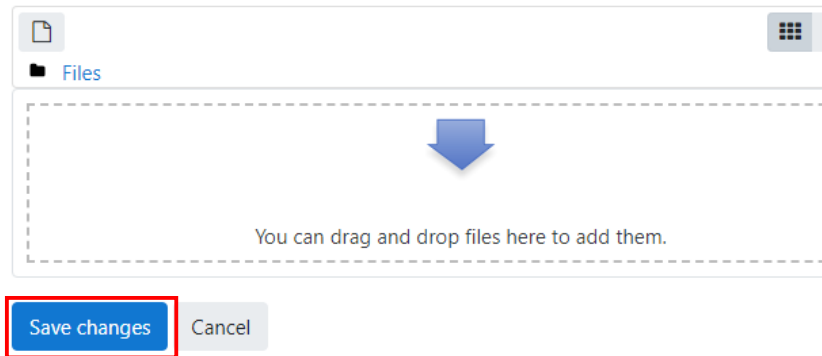 Files
You can drag and drop files here to add them.
Save changes Cancel